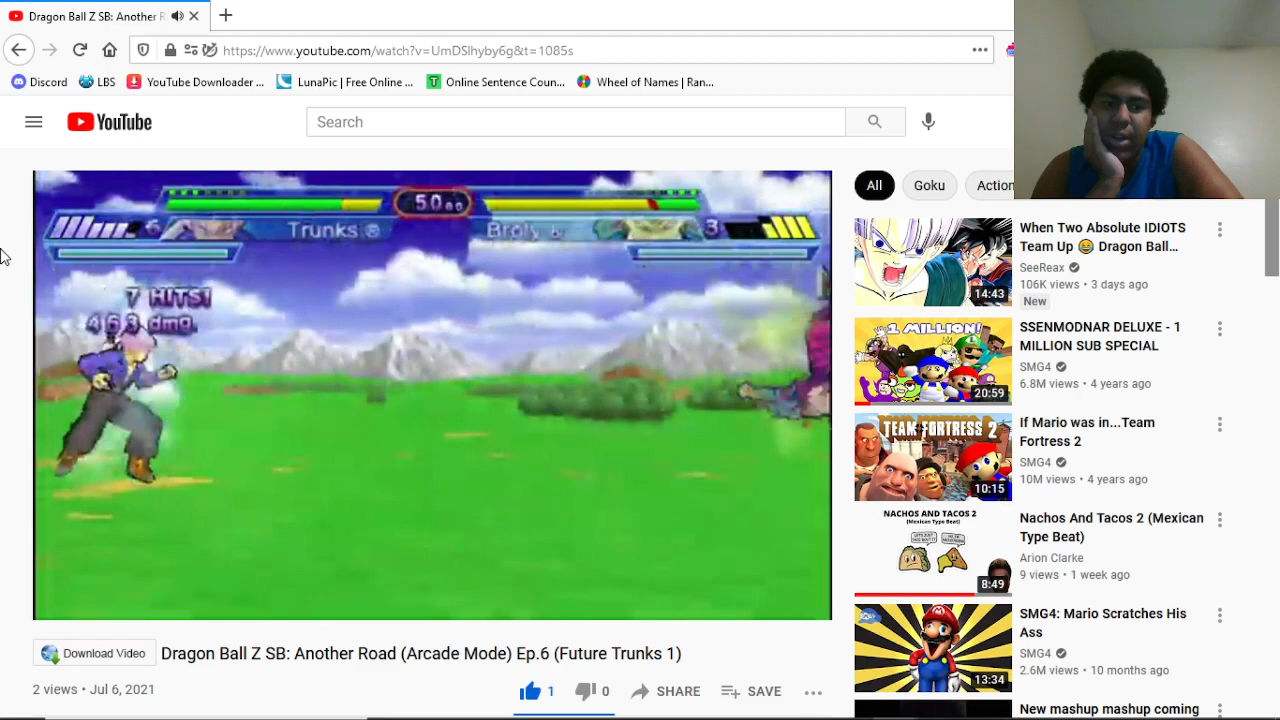 Dragon Ball Z SB: Another R
https://www.youtube.com/watch?v=UmDSlhyby6g&t=1085s
Discord
LBS
YouTube Downloader ...
LunaPic | Free Online ...
Online Sentence Coun...
Wheel of Names | Ran...
YouTube
Search
All
Goku
Action
Trunks
Broly
3
7 HITS!
463 dmg.
Download Video
Dragon Ball Z SB: Another Road (Arcade Mode) Ep.6 (Future Trunks 1)
2 views • Jul 6, 2021
1
0
SHARE
SAVE
14:43
When Two Absolute IDIOTS
Team Up 😂 Dragon Ball...
SeeReax
106K views • 3 days ago
New
1 MILLION!
20:59
SSENMODNAR DELUXE - 1
MILLION SUB SPECIAL
SMG4
6.8M views • 4 years ago
TEAM FORTRESS 2
10:15
If Mario was in...Team
Fortress 2
SMG4
10M views • 4 years ago
NACHOS AND TACOS 2
(Mexican Type Beat)
8:49
Nachos And Tacos 2 (Mexican
Type Beat)
Arion Clarke
9 views • 1 week ago
13:34
SMG4: Mario Scratches His
Ass
SMG4
2.6M views • 10 months ago
New mashup mashup coming